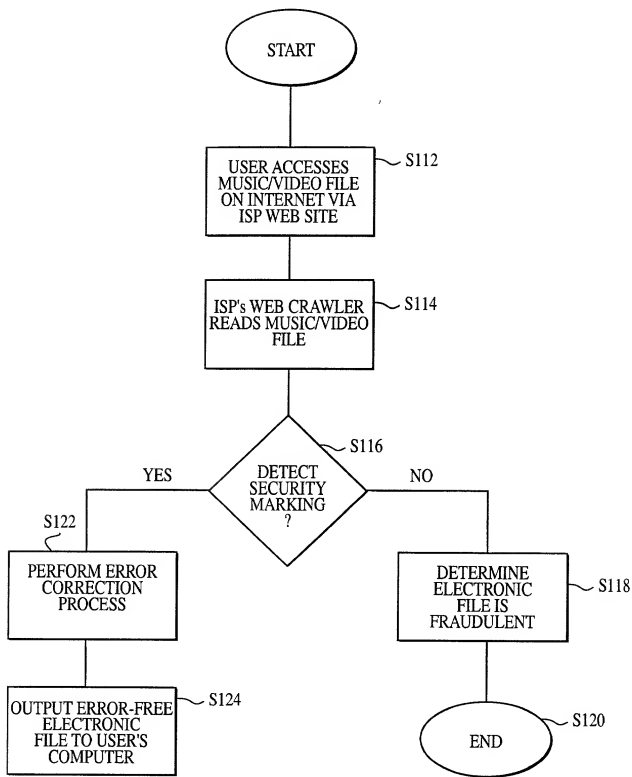 START
S112
USER ACCESSES
MUSIC/VIDEO FILE
ON INTERNET VIA
ISP WEB SITE
S114
ISP's WEB CRAWLER
READS MUSIC/VIDEO
FILE
S116
DETECT
SECURITY
MARKING
?
YES
NO
S122
PERFORM ERROR
CORRECTION
PROCESS
S118
DETERMINE
ELECTRONIC
FILE IS
FRAUDULENT
S124
OUTPUT ERROR-FREE
ELECTRONIC
FILE TO USER'S
COMPUTER
S120
END